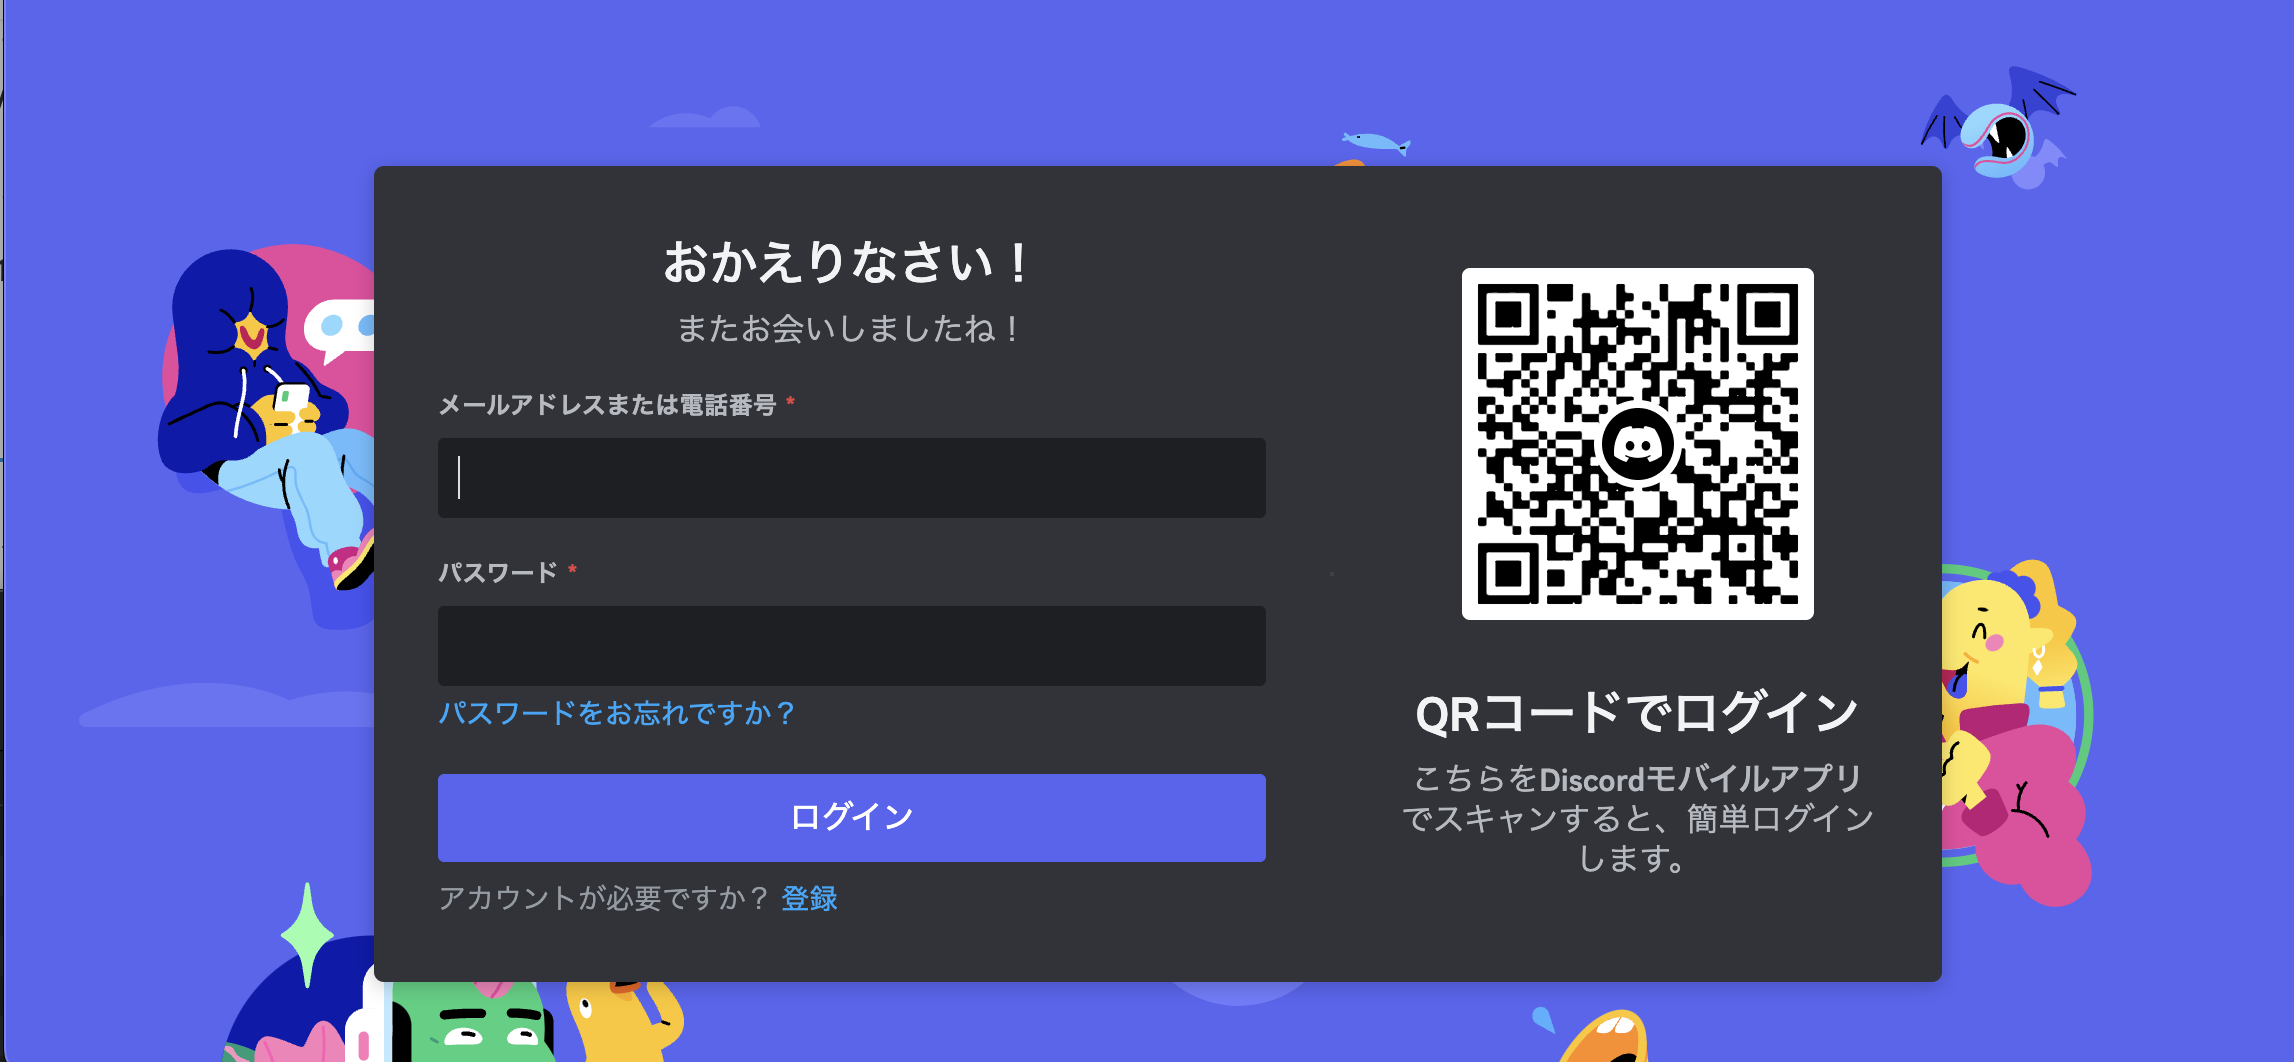 おかえりなさい！
またお会いしましたね！
メールアドレスまたは電話番号 *
パスワード *
パスワードをお忘れですか？
ログイン
アカウントが必要ですか？ 登録
QRコードでログイン
こちらをDiscordモバイルアプリ
でスキャンすると、簡単ログイン
します。